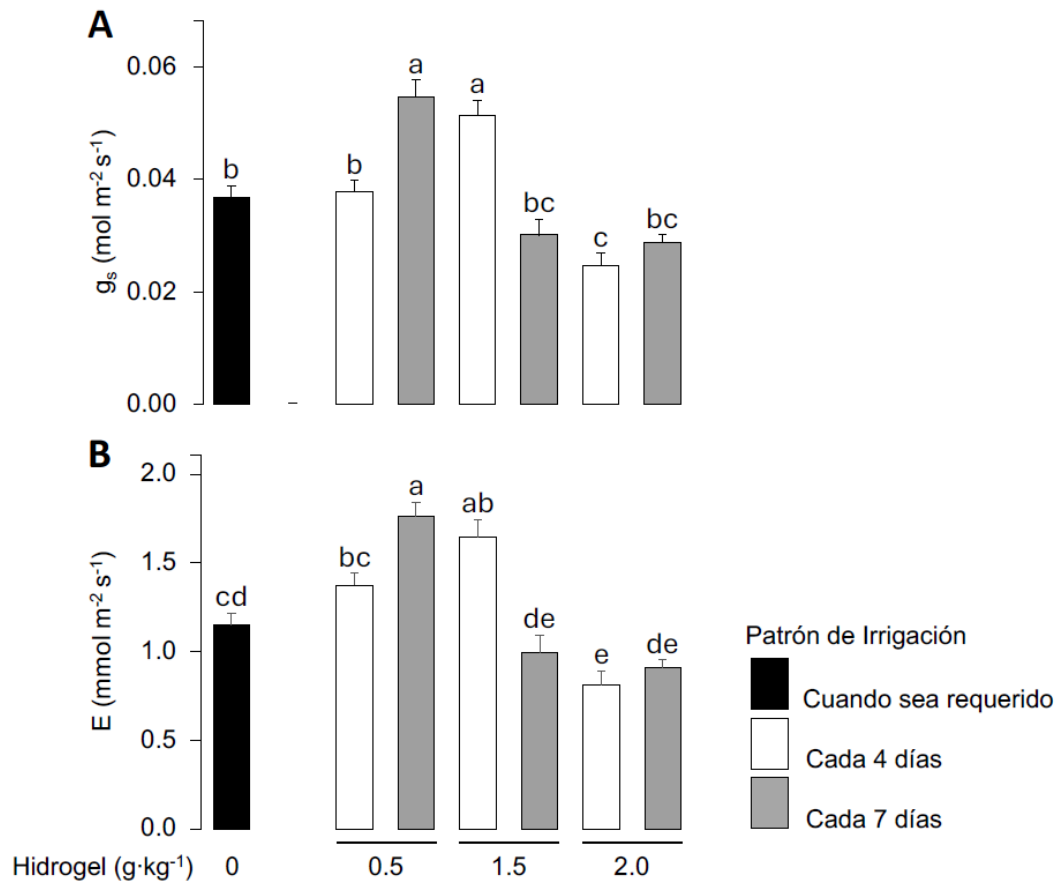 A
0.06
0.04
0.02
0.00
gₛ (mol m⁻² s⁻¹)
b
b
a
a
bc
c
bc
B
2.0
1.5
1.0
0.5
0.0
E (mmol m⁻² s⁻¹)
cd
bc
a
ab
de
e
de
Hidrogel (g·kg⁻¹) 0 0.5 1.5 2.0
Patrón de Irrigación
Cuando sea requerido
Cada 4 días
Cada 7 días